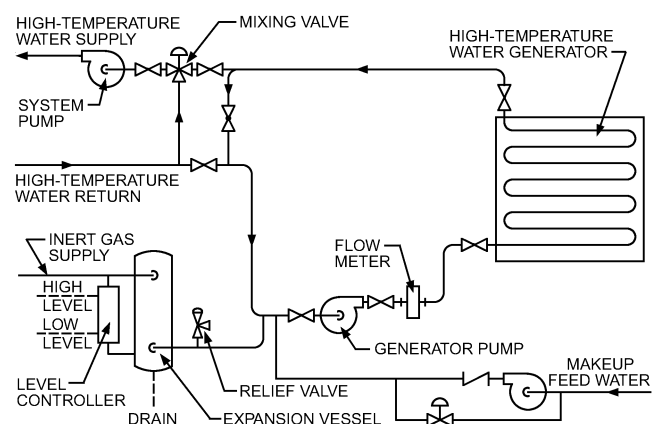 HIGH-TEMPERATURE
WATER SUPPLY
MIXING VALVE
HIGH-TEMPERATURE
WATER GENERATOR
SYSTEM
PUMP
HIGH-TEMPERATURE
WATER RETURN
INERT GAS
SUPPLY
FLOW
METER
HIGH
LEVEL
LOW
LEVEL
GENERATOR PUMP
MAKEUP
FEED WATER
LEVEL
CONTROLLER
RELIEF VALVE
DRAIN
EXPANSION VESSEL